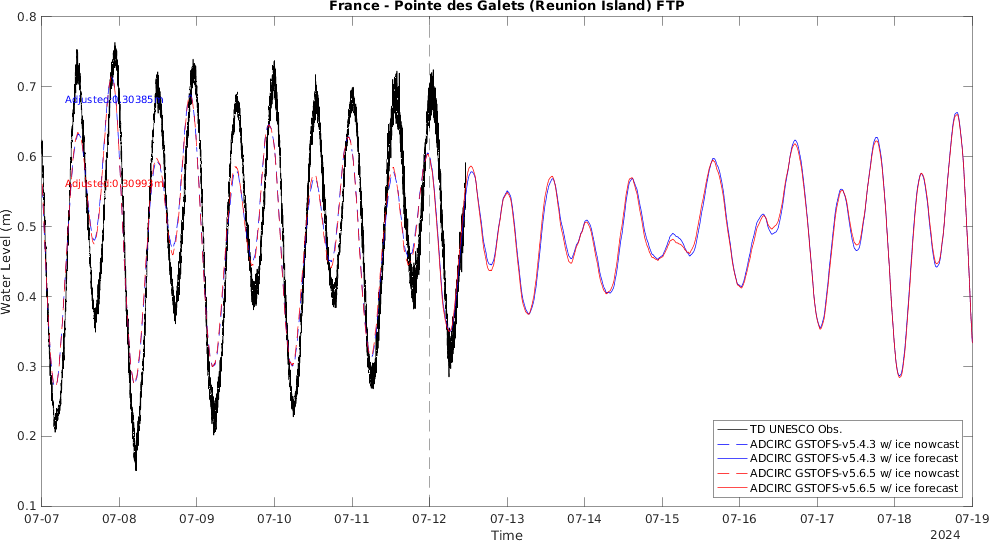 France - Pointe des Galets (Reunion Island) FTP
0.8
0.7
0.6
0.5
0.4
0.3
0.2
0.1
Water Level (m)
Adjusted:0.30385m
Adjusted:0.30993m
TD UNESCO Obs.
ADCIRC GSTOFS-v5.4.3 w/ ice nowcast
ADCIRC GSTOFS-v5.4.3 w/ ice forecast
ADCIRC GSTOFS-v5.6.5 w/ ice nowcast
ADCIRC GSTOFS-v5.6.5 w/ ice forecast
07-07 07-08 07-09 07-10 07-11 07-12 07-13 07-14 07-15 07-16 07-17 07-18 07-19
Time
2024